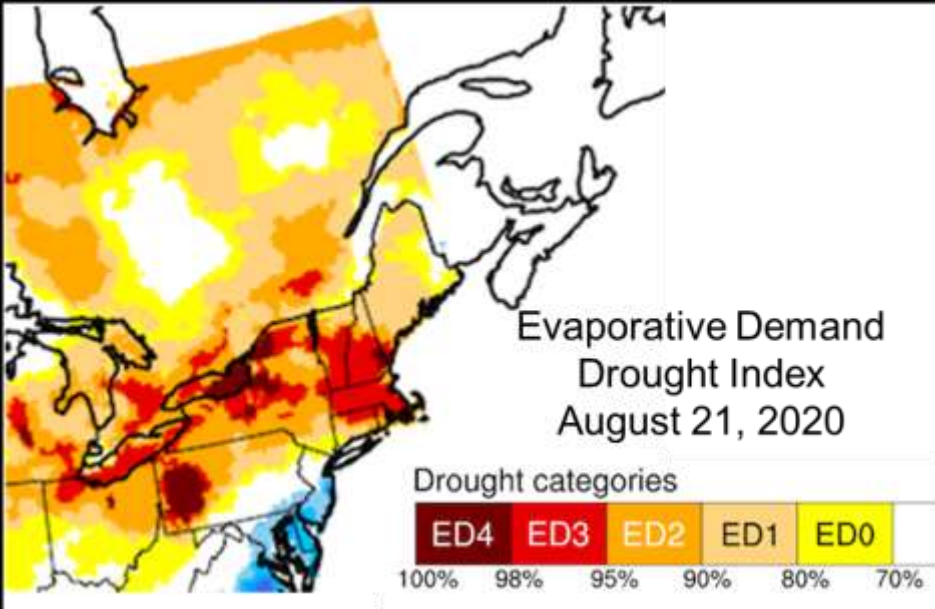 Evaporative Demand
Drought Index
August 21, 2020
Drought categories
ED4 ED3 ED2 ED1 ED0
100% 98% 95% 90% 80% 70%